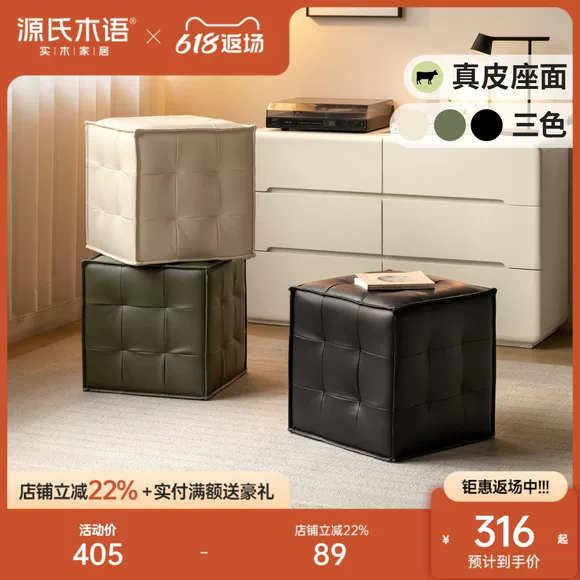 源氏木语®
实木家居
×
618返场
真皮座面
三色
店铺立减22%+实付满额送豪礼
钜惠返场中!!!
活动价
405
-
店铺立减22%
89
¥ 316 起
预计到手价